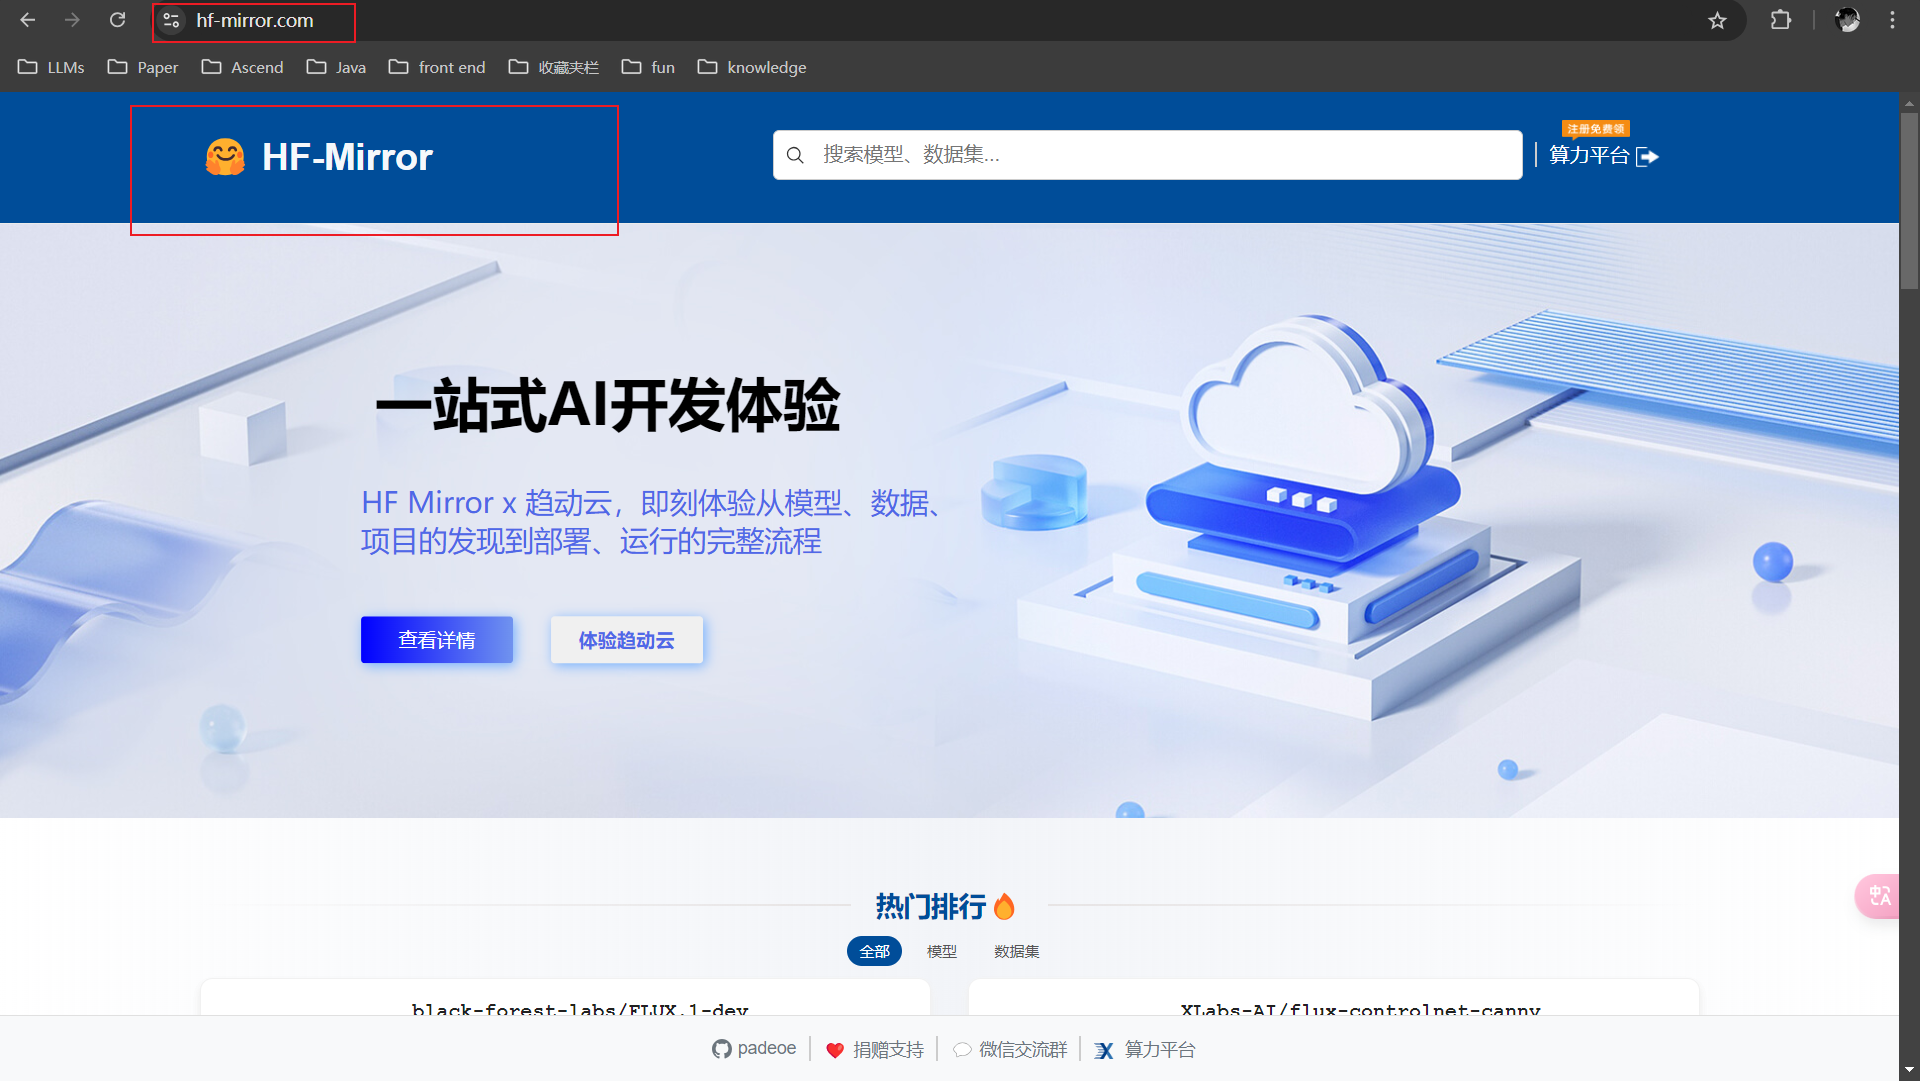 hf-mirror.com
LLMs Paper Ascend Java front end 收藏夹栏 fun knowledge
HF-Mirror
搜索模型、数据集...
注册免费领
算力平台
一站式AI开发体验
HF Mirror x 趋动云，即刻体验从模型、数据、
项目的发现到部署、运行的完整流程
查看详情 体验趋动云
热门排行
全部 模型 数据集
black-forest-labs/FLUX.1-dev XLabs-AI/flux-controlnet-canny
padeoe 捐赠支持 微信交流群 算力平台